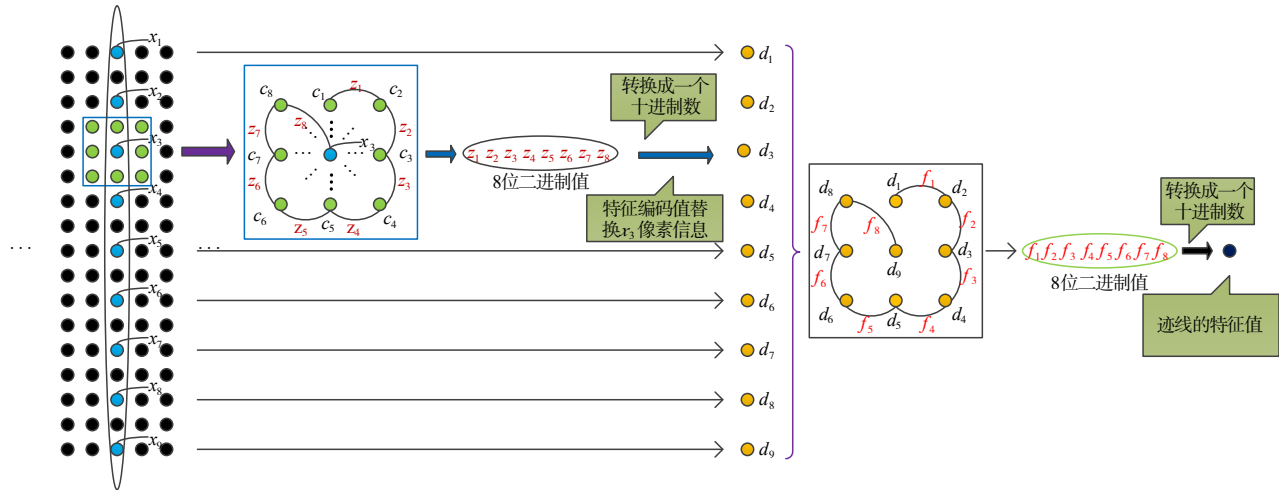 x₁
x₂
x₃
x₄
x₅
x₆
x₇
x₈
x₉
...
...
c₈ c₁ z₁ c₂
z₇ z₈ z₂
c₇ x₃ c₃
z₆ z₃
c₆ z₅ c₅ z₄ c₄
z₁ z₂ z₃ z₄ z₅ z₆ z₇ z₈
8位二进制值
转换成一个
十进制数
特征编码值替
换r₃像素信息
d₁
d₂
d₃
d₄
d₅
d₆
d₇
d₈
d₉
d₈ d₁ f₁ d₂
f₇ f₈ f₂
d₇ d₉ d₃
f₆ f₃
d₆ f₅ d₅ f₄ d₄
f₁ f₂ f₃ f₄ f₅ f₆ f₇ f₈
8位二进制值
转换成一个
十进制数
迹线的特征值